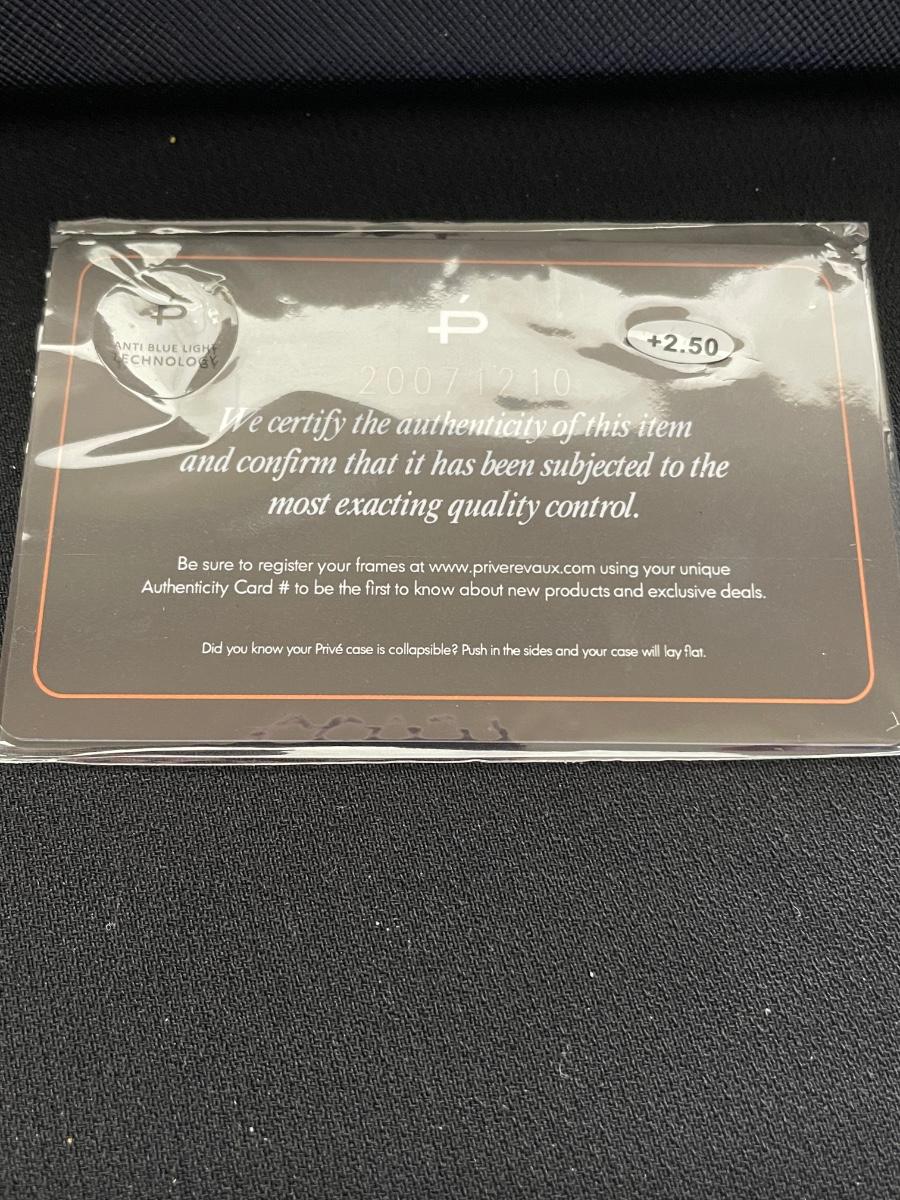 ANTI BLUE LIGHT
TECHNOLOGY
+2.50
20071210
We certify the authenticity of this item
and confirm that it has been subjected to the
most exacting quality control.
Be sure to register your frames at www.priverevaux.com using your unique
Authenticity Card # to be the first to know about new products and exclusive deals.
Did you know your Privé case is collapsible? Push in the sides and your case will lay flat.